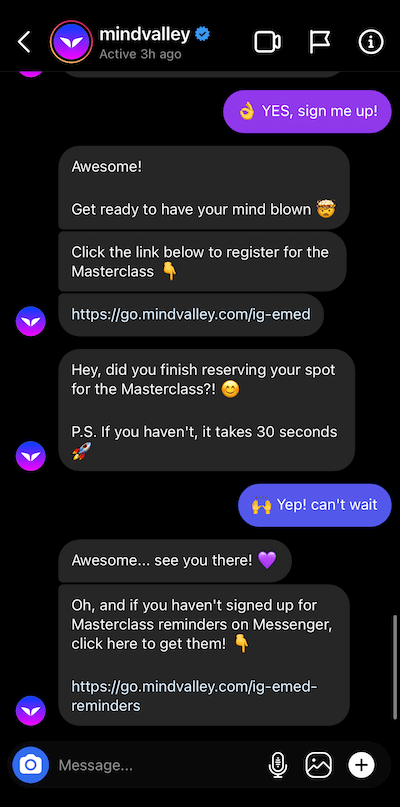 mindvalley
Active 3h ago
👌 YES, sign me up!
Awesome!
Get ready to have your mind blown 🤯
Click the link below to register for the
Masterclass 👇
https://go.mindvalley.com/ig-emed
Hey, did you finish reserving your spot
for the Masterclass?! 😊
P.S. If you haven't, it takes 30 seconds
🚀
🙌 Yep! can't wait
Awesome... see you there! 💜
Oh, and if you haven't signed up for
Masterclass reminders on Messenger,
click here to get them! 👇
https://go.mindvalley.com/ig-emed-
reminders
Message...